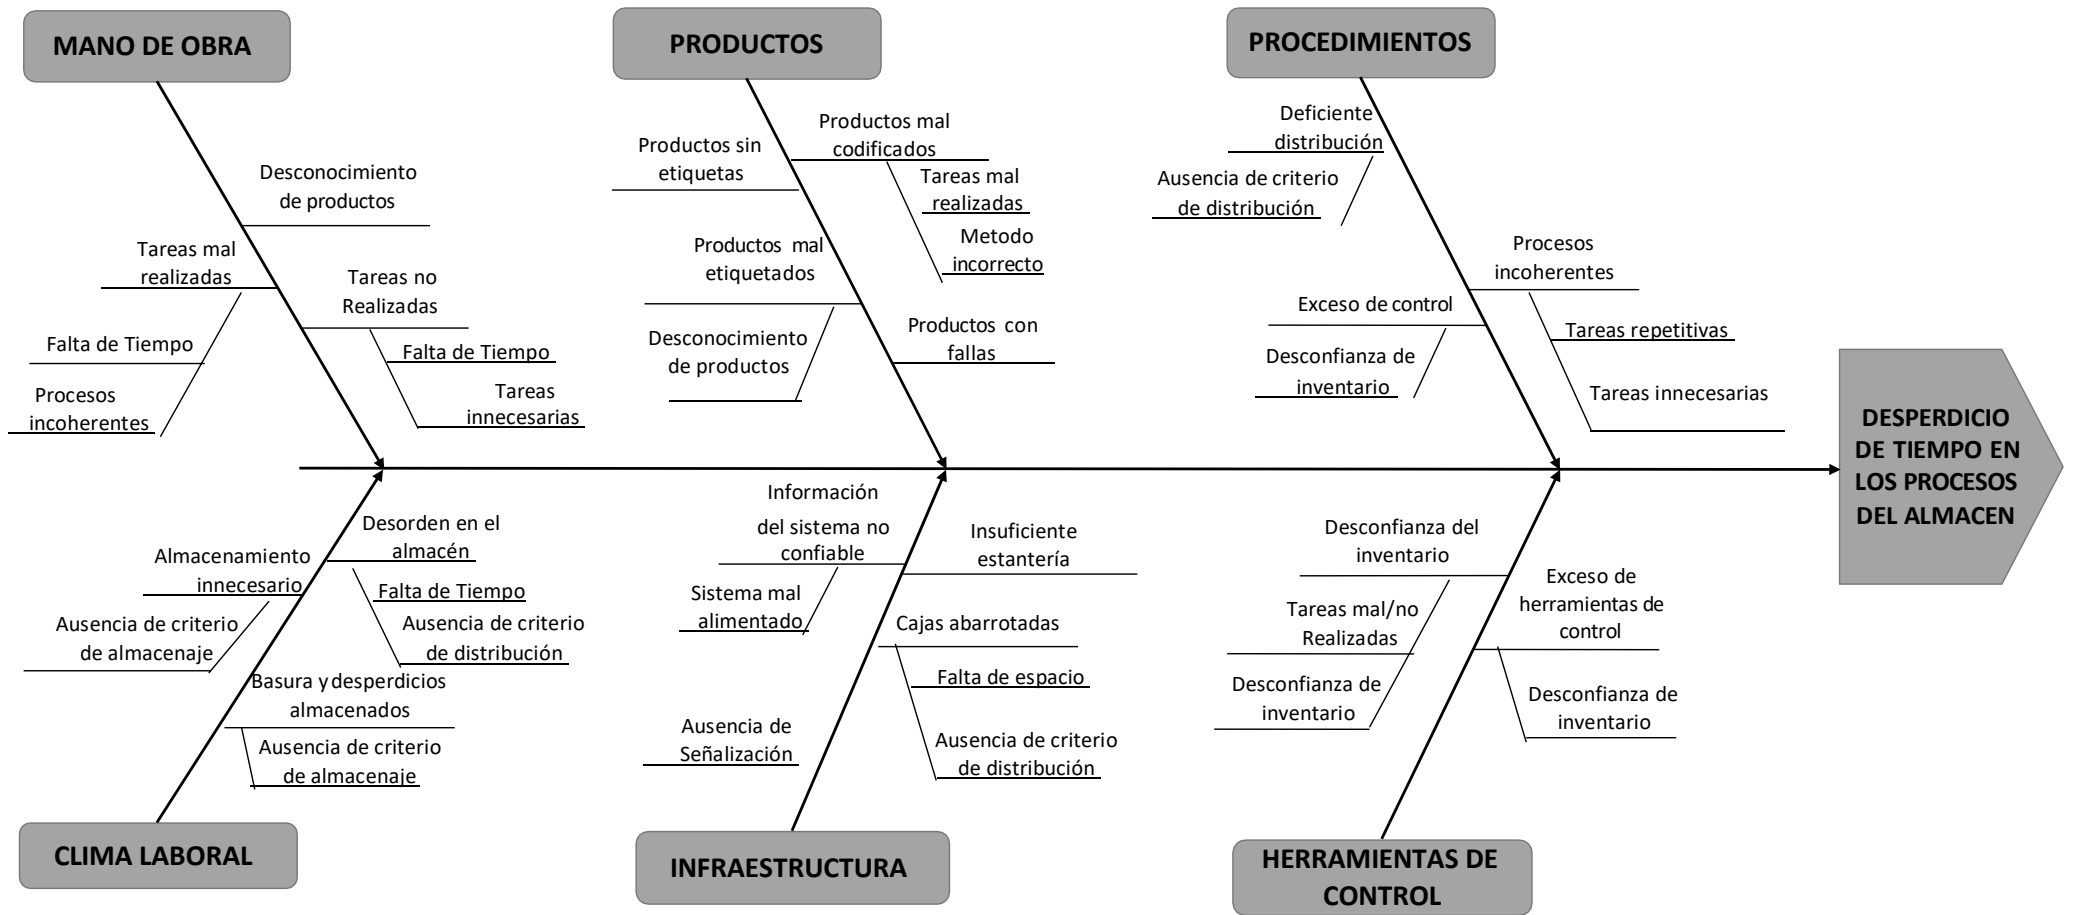 MANO DE OBRA
PRODUCTOS
PROCEDIMIENTOS
Desconocimiento
de productos
Tareas mal
realizadas
Tareas no
Realizadas
Falta de Tiempo
Falta de Tiempo
Procesos
incoherentes
Tareas
innecesarias
Productos sin
etiquetas
Productos mal
codificados
Tareas mal
realizadas
Metodo
incorrecto
Productos mal
etiquetados
Desconocimiento
de productos
Productos con
fallas
Deficiente
distribución
Ausencia de criterio
de distribución
Procesos
incoherentes
Exceso de control
Tareas repetitivas
Desconfianza de
inventario
Tareas innecesarias
DESPERDICIO
DE TIEMPO EN
LOS PROCESOS
DEL ALMACEN
Desorden en el
almacén
Almacenamiento
innecesario
Falta de Tiempo
Ausencia de criterio
de almacenaje
Ausencia de criterio
de distribución
Basura y desperdicios
almacenados
Ausencia de criterio
de almacenaje
Información
del sistema no
confiable
Insuficiente
estantería
Sistema mal
alimentado
Cajas abarrotadas
Falta de espacio
Ausencia de
Señalización
Ausencia de criterio
de distribución
Desconfianza del
inventario
Exceso de
herramientas de
control
Tareas mal/no
Realizadas
Desconfianza de
inventario
Desconfianza de
inventario
CLIMA LABORAL
INFRAESTRUCTURA
HERRAMIENTAS DE
CONTROL